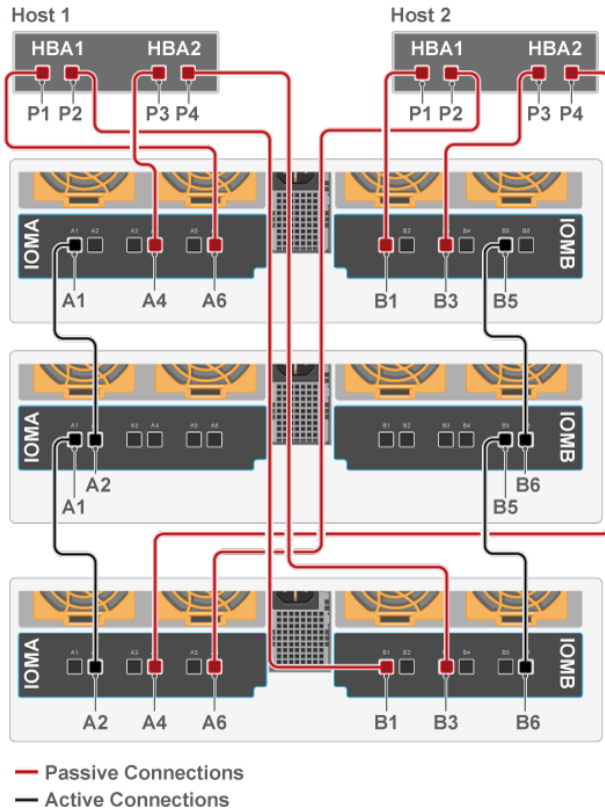 Host 1 Host 2
HBA1 HBA2 HBA1 HBA2
P1 P2 P3 P4 P1 P2 P3 P4
IOMA IOMB
A1 A2 A3 A5 B2 B4 B5 B6
A1 A4 A6 B1 B3 B5
IOMA IOMB
A1 A3 A4 A5 A6 B1 B2 B3 B4 B5
A1 A2 B5 B6
IOMA IOMB
A1 A3 A5 B1 B2 B3 B4 B5
A2 A4 A6 B1 B3 B6
Passive Connections
Active Connections